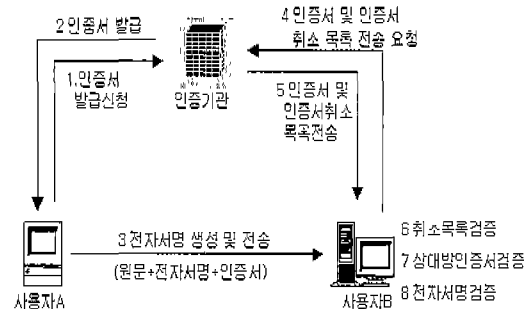 2인증서 발급
1.인증서
발급신청
인증기관
4인증서 및 인증서
취소 목록 전송 요청
5인증서 및
인증서취소
목록전송
3전자서명 생성 및 전송
(원문+전자서명+인증서)
사용자A
사용자B
6취소목록검증
7상대방인증서검증
8전자서명검증